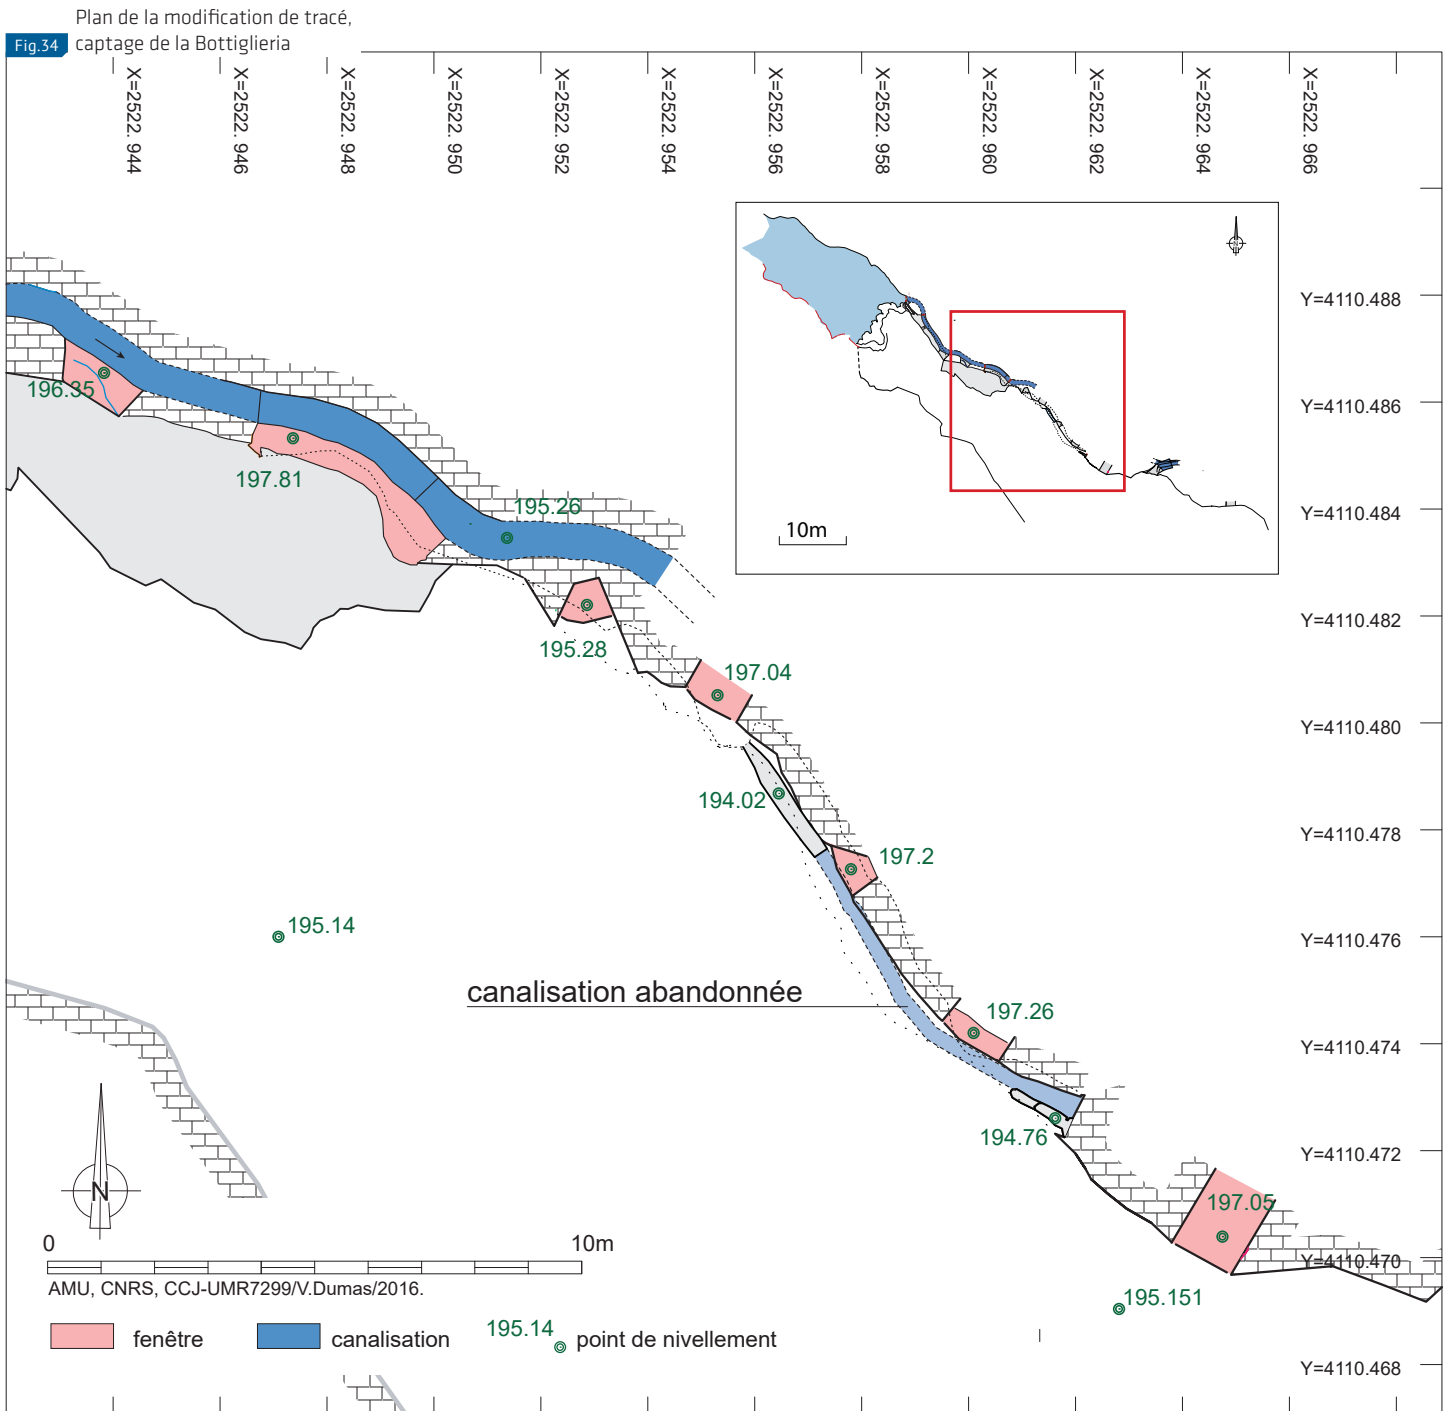 Plan de la modification de tracé,
Fig.34 captage de la Bottiglieria
X=2522. 944
X=2522. 946
X=2522. 948
X=2522. 950
X=2522. 952
X=2522. 954
X=2522. 956
X=2522. 958
X=2522. 960
X=2522. 962
X=2522. 964
X=2522. 966
N
10m
Y=4110.488
Y=4110.486
Y=4110.484
Y=4110.482
Y=4110.480
Y=4110.478
Y=4110.476
Y=4110.474
Y=4110.472
Y=4110.470
Y=4110.468
196.35
197.81
195.26
195.28
197.04
194.02
197.2
195.14
canalisation abandonnée
197.26
194.76
197.05
195.151
N
0 10m
AMU, CNRS, CCJ-UMR7299/V.Dumas/2016.
fenêtre
canalisation
195.14 point de nivellement